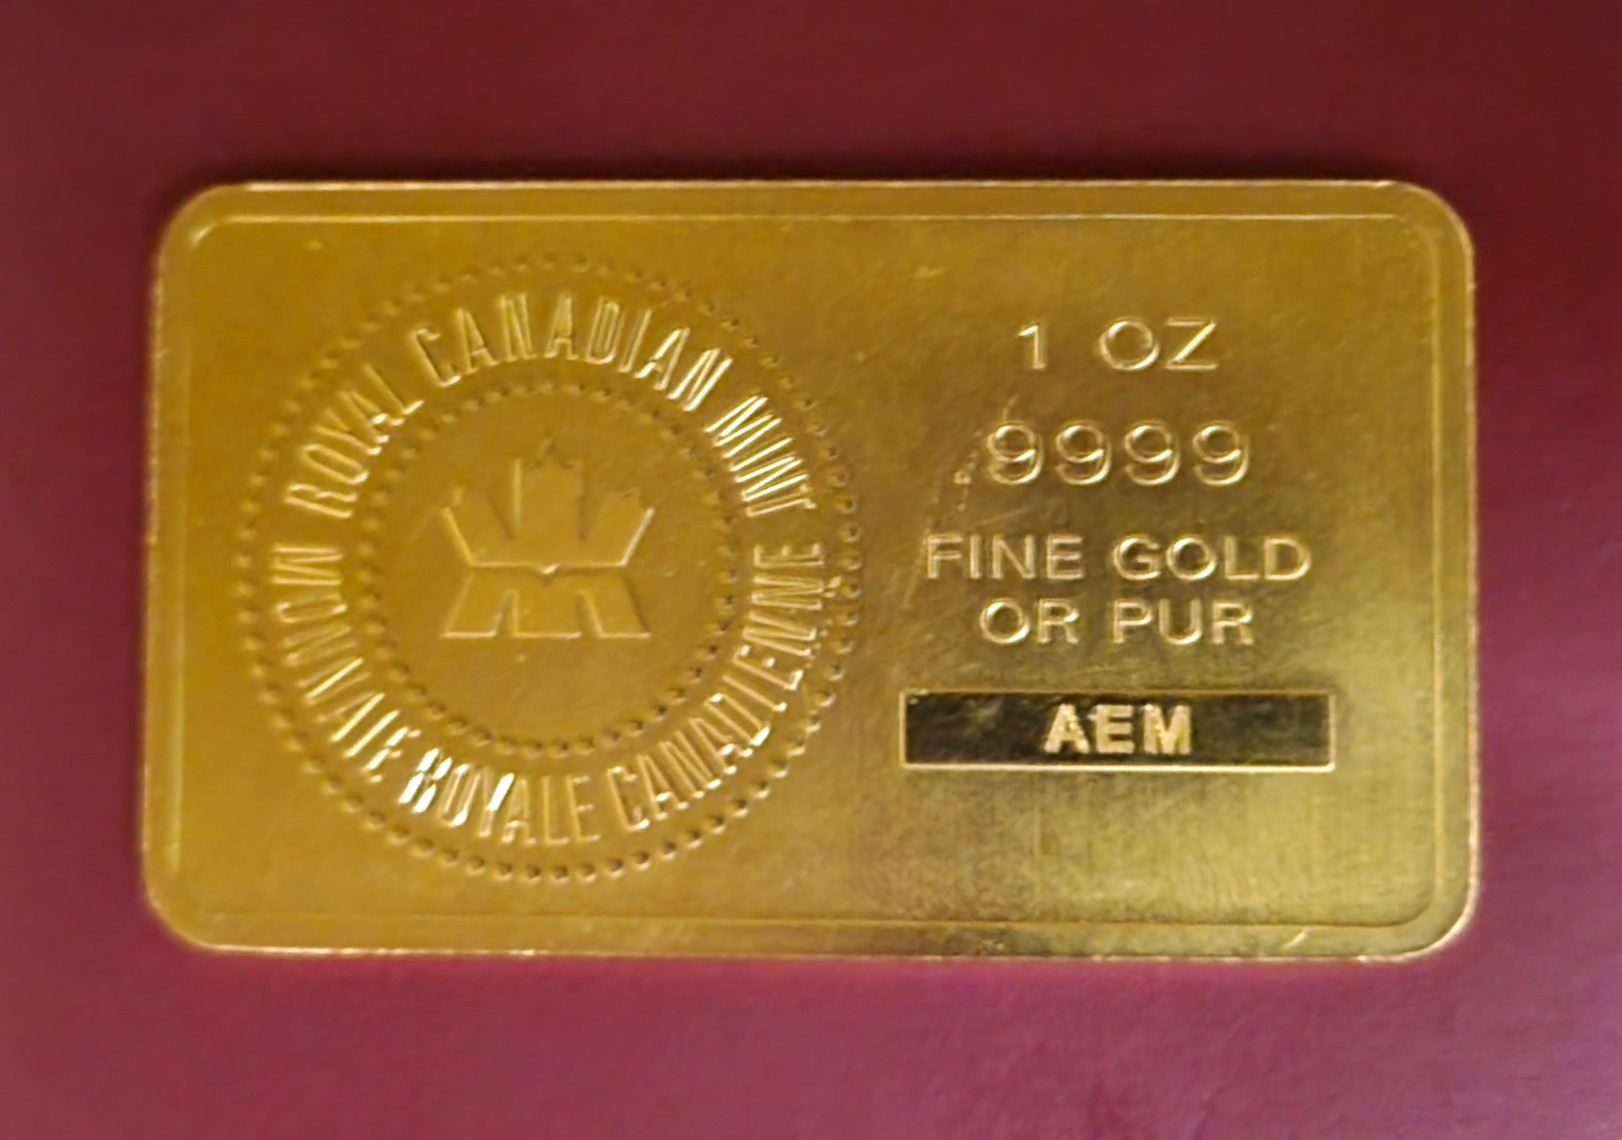 ROYAL CANADIAN MINT
MONNAIE ROYALE CANADIENNE
1 OZ
.9999
FINE GOLD
OR PUR
AEM